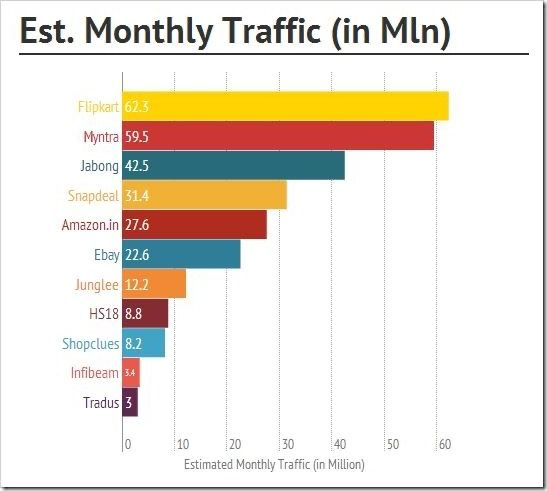 Est. Monthly Traffic (in Mln)
Flipkart 62.3
Myntra 59.5
Jabong 42.5
Snapdeal 31.4
Amazon.in 27.6
Ebay 22.6
Junglee 12.2
HS18 8.8
Shopclues 8.2
Infibeam 3.4
Tradus 3
0 10 20 30 40 50 60
Estimated Monthly Traffic (in Million)